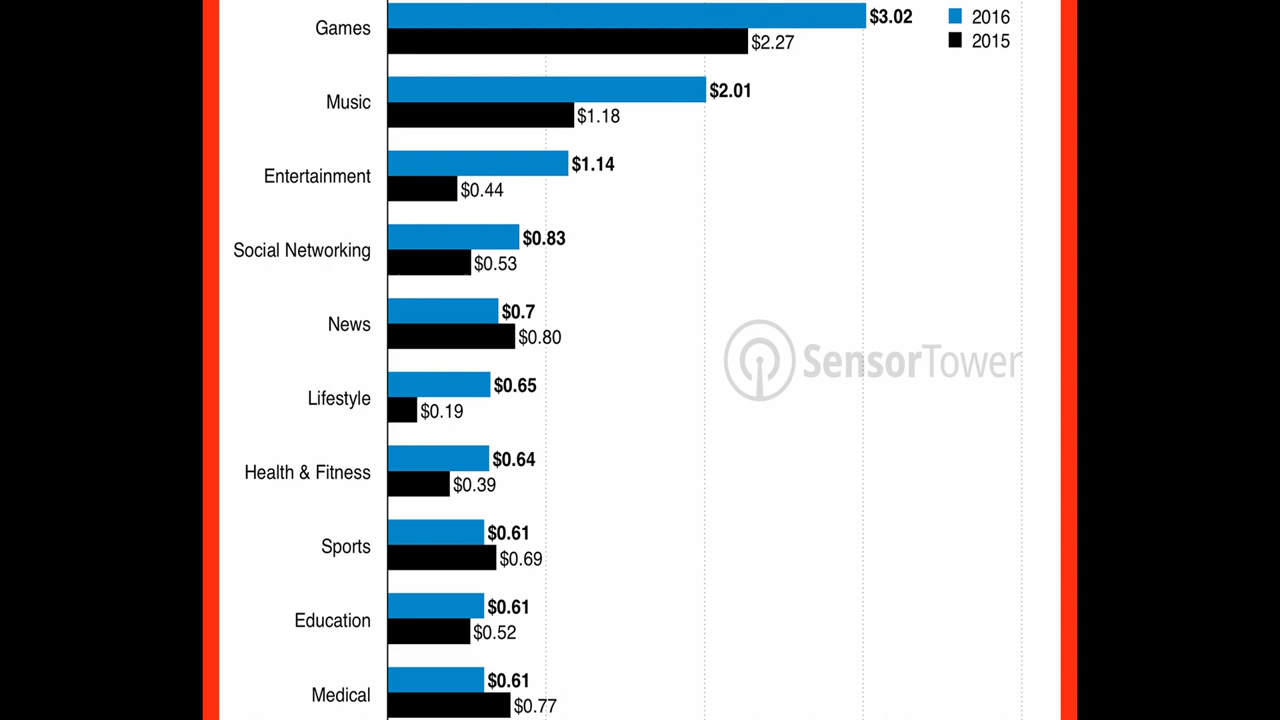 Games $3.02 2016
$2.27 2015
Music $2.01
$1.18
Entertainment $1.14
$0.44
Social Networking $0.83
$0.53
News $0.7
$0.80
SensorTower
Lifestyle $0.65
$0.19
Health & Fitness $0.64
$0.39
Sports $0.61
$0.69
Education $0.61
$0.52
Medical $0.61
$0.77